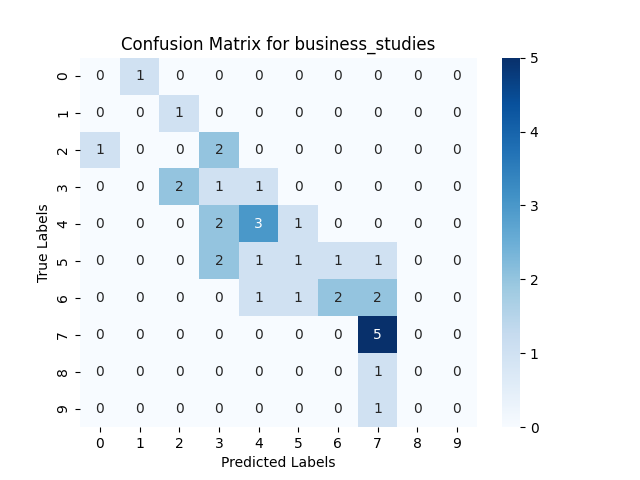 Confusion Matrix for business_studies
0 0 1 0 0 0 0 0 0 0 0
1 0 0 1 0 0 0 0 0 0 0
2 1 0 0 2 0 0 0 0 0 0
3 0 0 2 1 1 0 0 0 0 0
4 0 0 0 2 3 1 0 0 0 0
5 0 0 0 2 1 1 1 1 0 0
6 0 0 0 0 1 1 2 2 0 0
7 0 0 0 0 0 0 0 5 0 0
8 0 0 0 0 0 0 0 1 0 0
9 0 0 0 0 0 0 0 1 0 0
0 1 2 3 4 5 6 7 8 9
Predicted Labels
True Labels
5
4
3
2
1
0